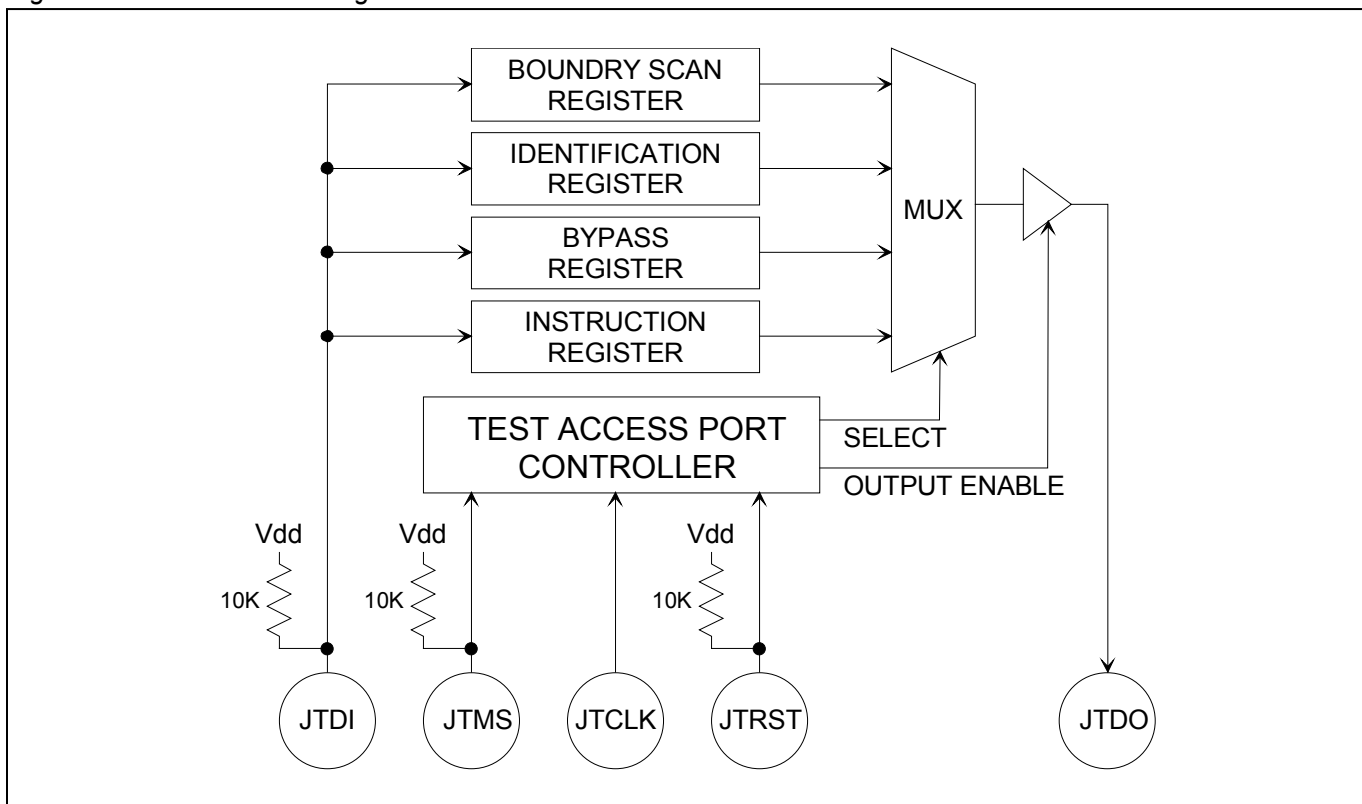 BOUNDRY SCAN
REGISTER
IDENTIFICATION
REGISTER
BYPASS
REGISTER
INSTRUCTION
REGISTER
MUX
TEST ACCESS PORT
CONTROLLER
SELECT
OUTPUT ENABLE
Vdd
Vdd
Vdd
10K
10K
10K
JTDI
JTMS
JTCLK
JTRST
JTDO